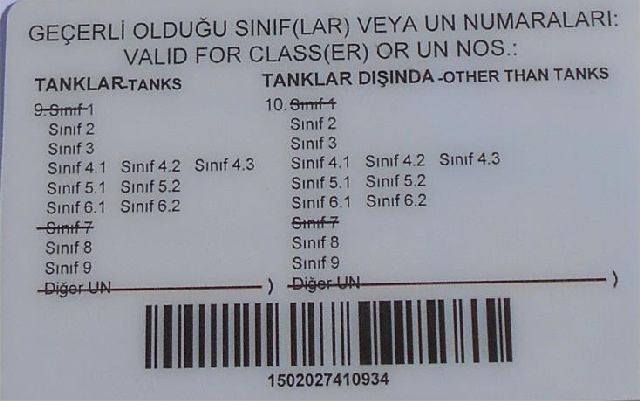 GEÇERLİ OLDUĞU SINIF(LAR) VEYA UN NUMARALARI:
VALID FOR CLASS(ER) OR UN NOS.:
TANKLAR-TANKS
9. Sınıf 1
Sınıf 2
Sınıf 3
Sınıf 4.1 Sınıf 4.2 Sınıf 4.3
Sınıf 5.1 Sınıf 5.2
Sınıf 6.1 Sınıf 6.2
Sınıf 7
Sınıf 8
Sınıf 9
Diğer UN )
TANKLAR DIŞINDA-OTHER THAN TANKS
10. Sınıf 1
Sınıf 2
Sınıf 3
Sınıf 4.1 Sınıf 4.2 Sınıf 4.3
Sınıf 5.1 Sınıf 5.2
Sınıf 6.1 Sınıf 6.2
Sınıf 7
Sınıf 8
Sınıf 9
Diğer UN )
1502027410934